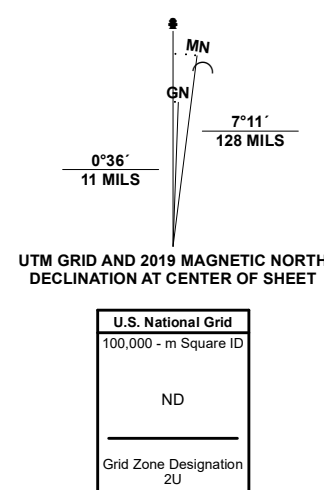 MN
GN
7°11´
128 MILS
0°36´
11 MILS
UTM GRID AND 2019 MAGNETIC NORTH
DECLINATION AT CENTER OF SHEET
U.S. National Grid
100,000 - m Square ID
ND
Grid Zone Designation
2U